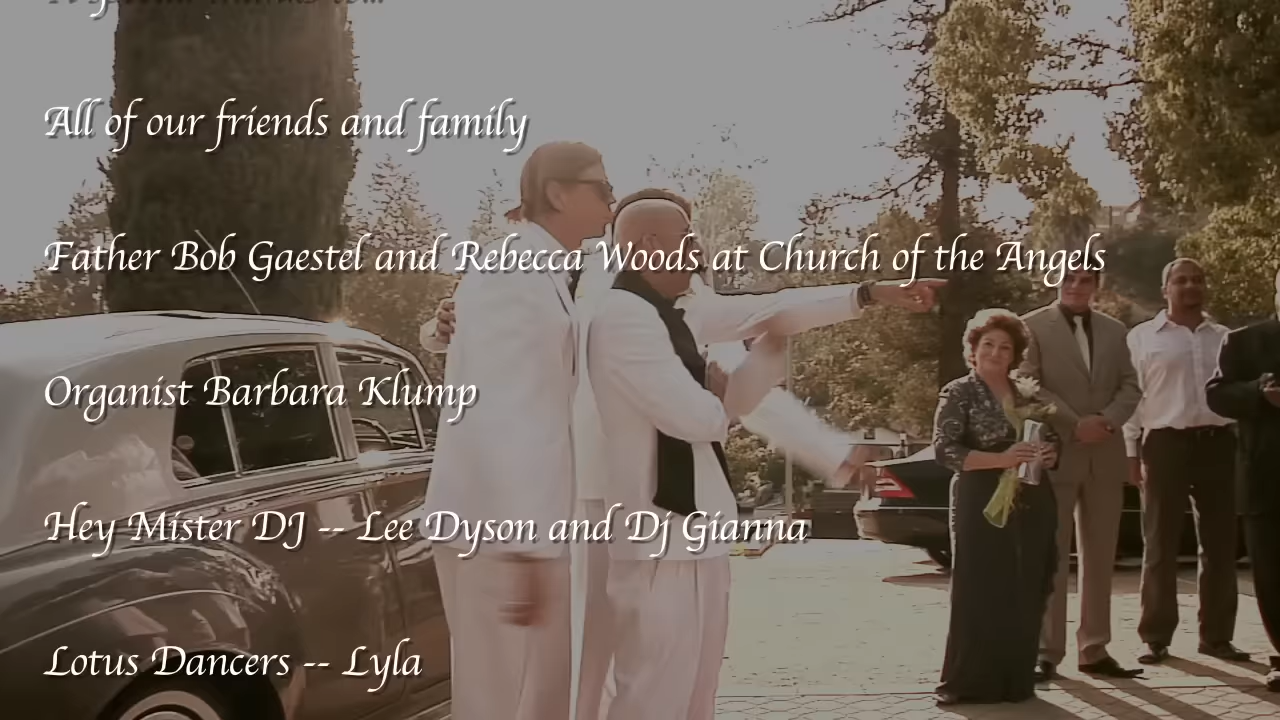 All of our friends and family
Father Bob Gaestel and Rebecca Woods at Church of the Angels
Organist Barbara Klump
Hey Mister DJ -- Lee Dyson and Dj Gianna
Lotus Dancers -- Lyla